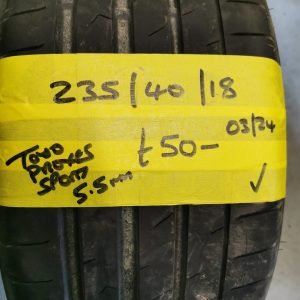 235/40/18
03/24
£50-
TOYO
PROXES
SPORT
5.5mm